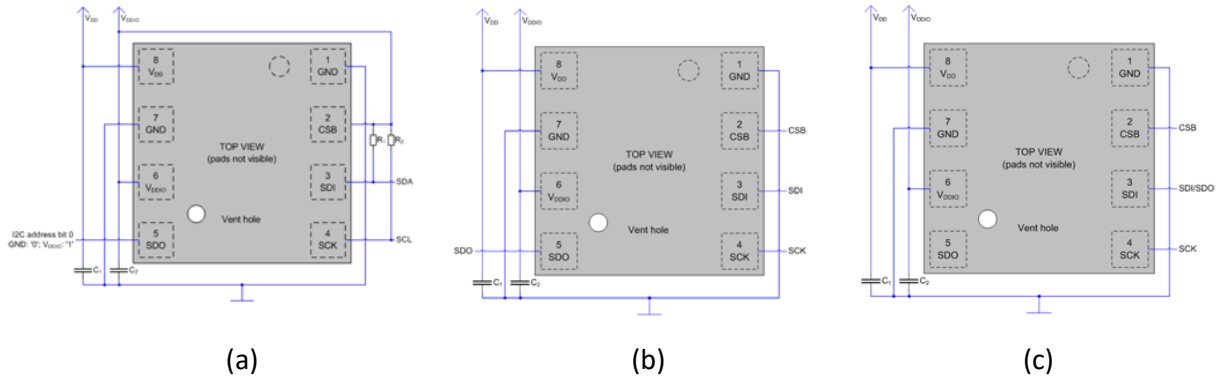 VDD
VDDIO
8
VDD
1
GND
7
GND
2
CSB
R1
R2
TOP VIEW
(pads not visible)
6
VDDIO
3
SDI
SDA
Vent hole
I2C address bit 0
GND: '0'; VDDIO: '1'
5
SDO
4
SCK
SCL
C1
C2
(a)
VDD
VDDIO
8
VDD
1
GND
7
GND
2
CSB
CSB
TOP VIEW
(pads not visible)
6
VDDIO
3
SDI
SDI
Vent hole
SDO
5
SDO
4
SCK
SCK
C1
C2
(b)
VDD
VDDIO
8
VDD
1
GND
7
GND
2
CSB
CSB
TOP VIEW
(pads not visible)
6
VDDIO
3
SDI
SDI/SDO
Vent hole
5
SDO
4
SCK
SCK
C1
C2
(c)